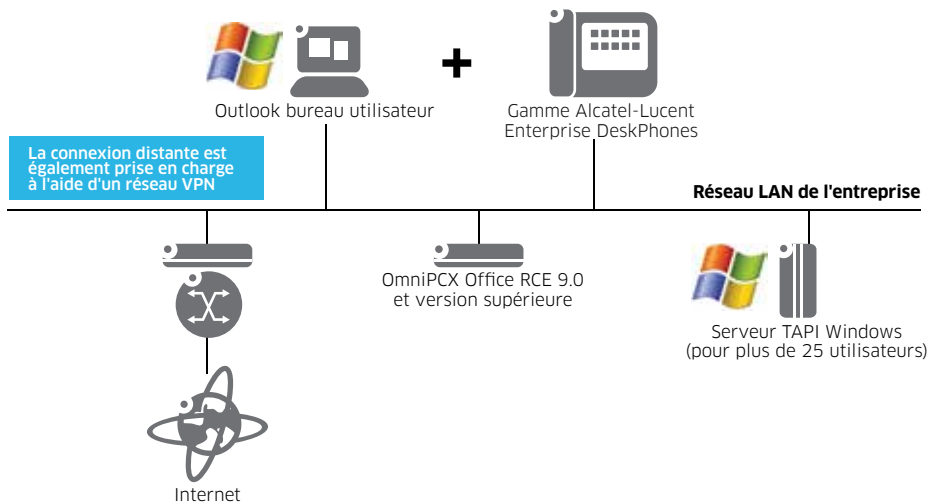 Outlook bureau utilisateur
Gamme Alcatel-Lucent
Enterprise DeskPhones
La connexion distante est
également prise en charge
à l'aide d'un réseau VPN
Réseau LAN de l'entreprise
OmniPCX Office RCE 9.0
et version supérieure
Serveur TAPI Windows
(pour plus de 25 utilisateurs)
Internet